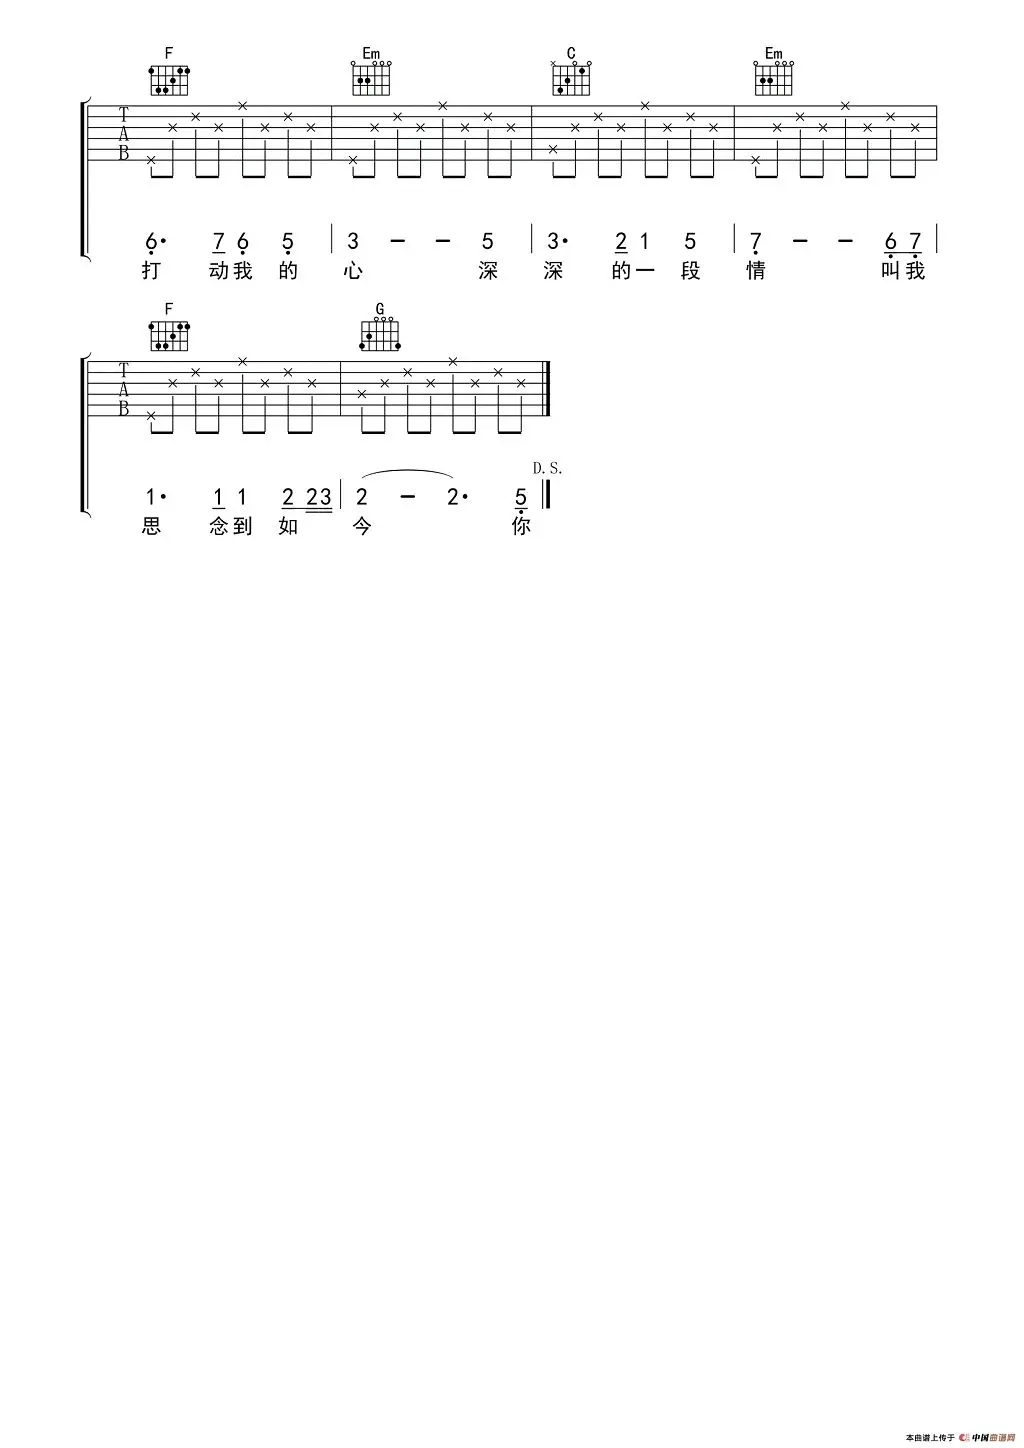 F Em C Em
T
A
B
6· 7 6 5 3 - - 5 3· 2 1 5 7 - - 6 7
打 动 我 的 心 深 深 的 一 段 情 叫 我
F G
T
A
B
D.S.
1· 1 1 2 2 3 2 - 2· 5
思 念 到 如 今 你
本曲谱上传于 中国曲谱网